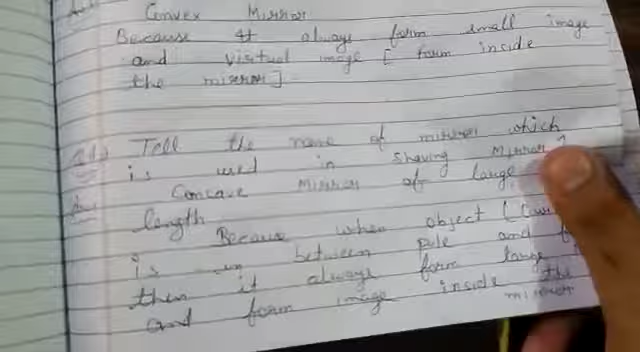 Convex Mirror
Because it always form small image
and virtual image [ form inside
the mirror]
Tell the name of mirror which
is used in shaving Mirror?
Concave Mirror of large
length
Because when object
is in between pole and
then it always form large
and form image inside the
mirror